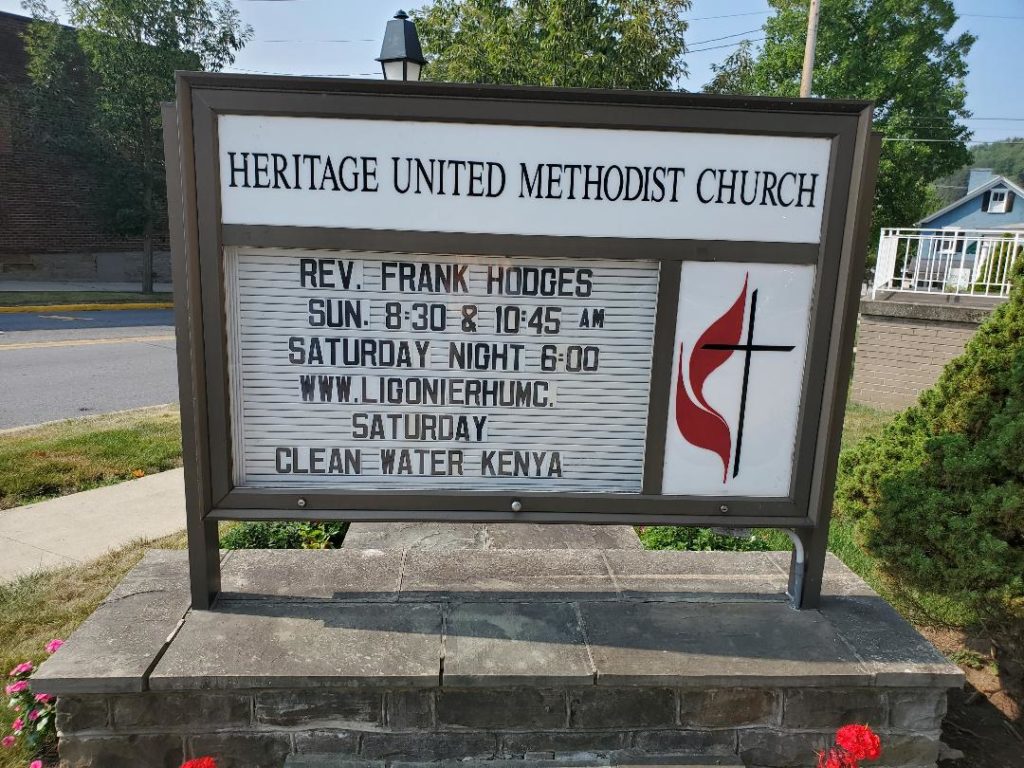 HERITAGE UNITED METHODIST CHURCH
REV. FRANK HODGES
SUN. 8:30 & 10:45 AM
SATURDAY NIGHT 6:00
WWW.LIGONIERHUMC.
SATURDAY
CLEAN WATER KENYA